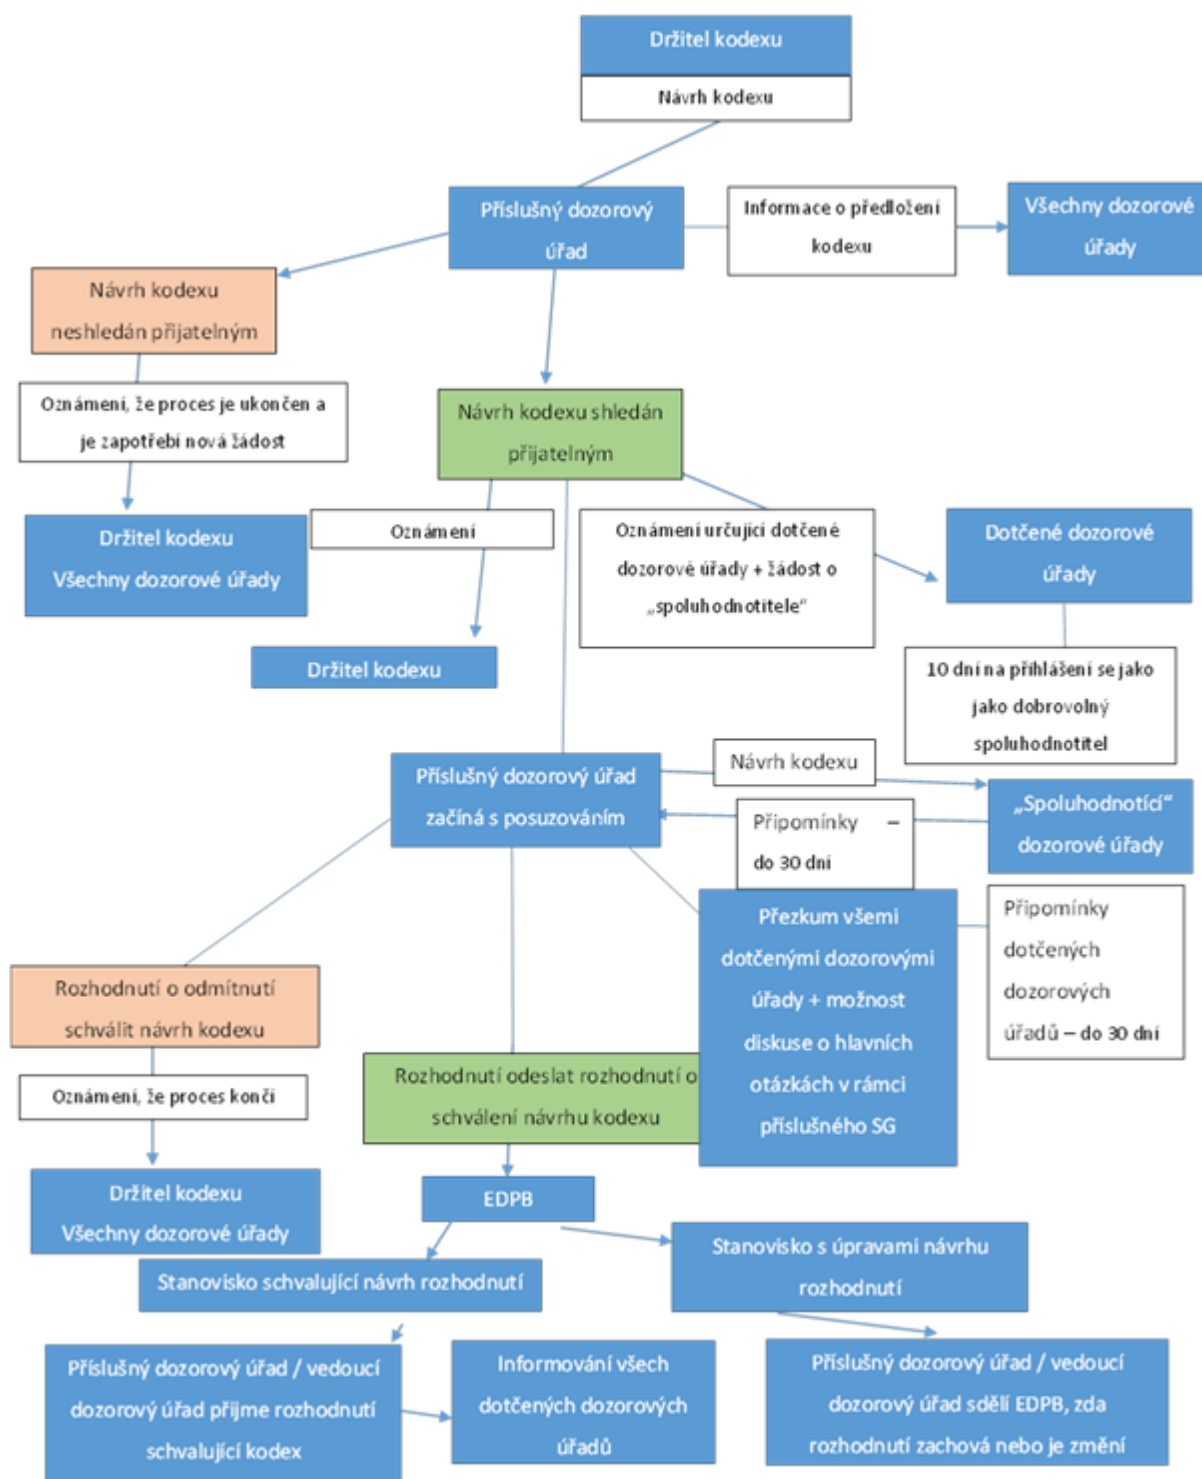 Držitel kodexu
Návrh kodexu
Příslušný dozorový
úřad
Informace o předložení
kodexu
Všechny dozorové
úřady
Návrh kodexu
neshledán přijatelným
Oznámení, že proces je ukončen a
je zapotřebí nová žádost
Držitel kodexu
Všechny dozorové úřady
Návrh kodexu shledán
přijatelným
Oznámení
Držitel kodexu
Oznámení určující dotčené
dozorové úřady + žádost o
„spoluhodnotitele“
Dotčené dozorové
úřady
10 dní na přihlášení se jako
jako dobrovolný
spoluhodnotitel
Příslušný dozorový úřad
začíná s posuzováním
Návrh kodexu
„Spoluhodnotící“
dozorové úřady
Připomínky –
do 30 dní
Přezkum všemi
dotčenými dozorovými
úřady + možnost
diskuse o hlavních
otázkách v rámci
příslušného SG
Připomínky
dotčených
dozorových
úřadů – do 30 dní
Rozhodnutí o odmítnutí
schválit návrh kodexu
Oznámení, že proces končí
Držitel kodexu
Všechny dozorové úřady
Rozhodnutí odeslat rozhodnutí o
schválení návrhu kodexu
EDPB
Stanovisko schvalující návrh rozhodnutí
Stanovisko s úpravami návrhu
rozhodnutí
Příslušný dozorový úřad / vedoucí
dozorový úřad přijme rozhodnutí
schvalující kodex
Informování všech
dotčených dozorových
úřadů
Příslušný dozorový úřad / vedoucí
dozorový úřad sdělí EDPB, zda
rozhodnutí zachová nebo je změní